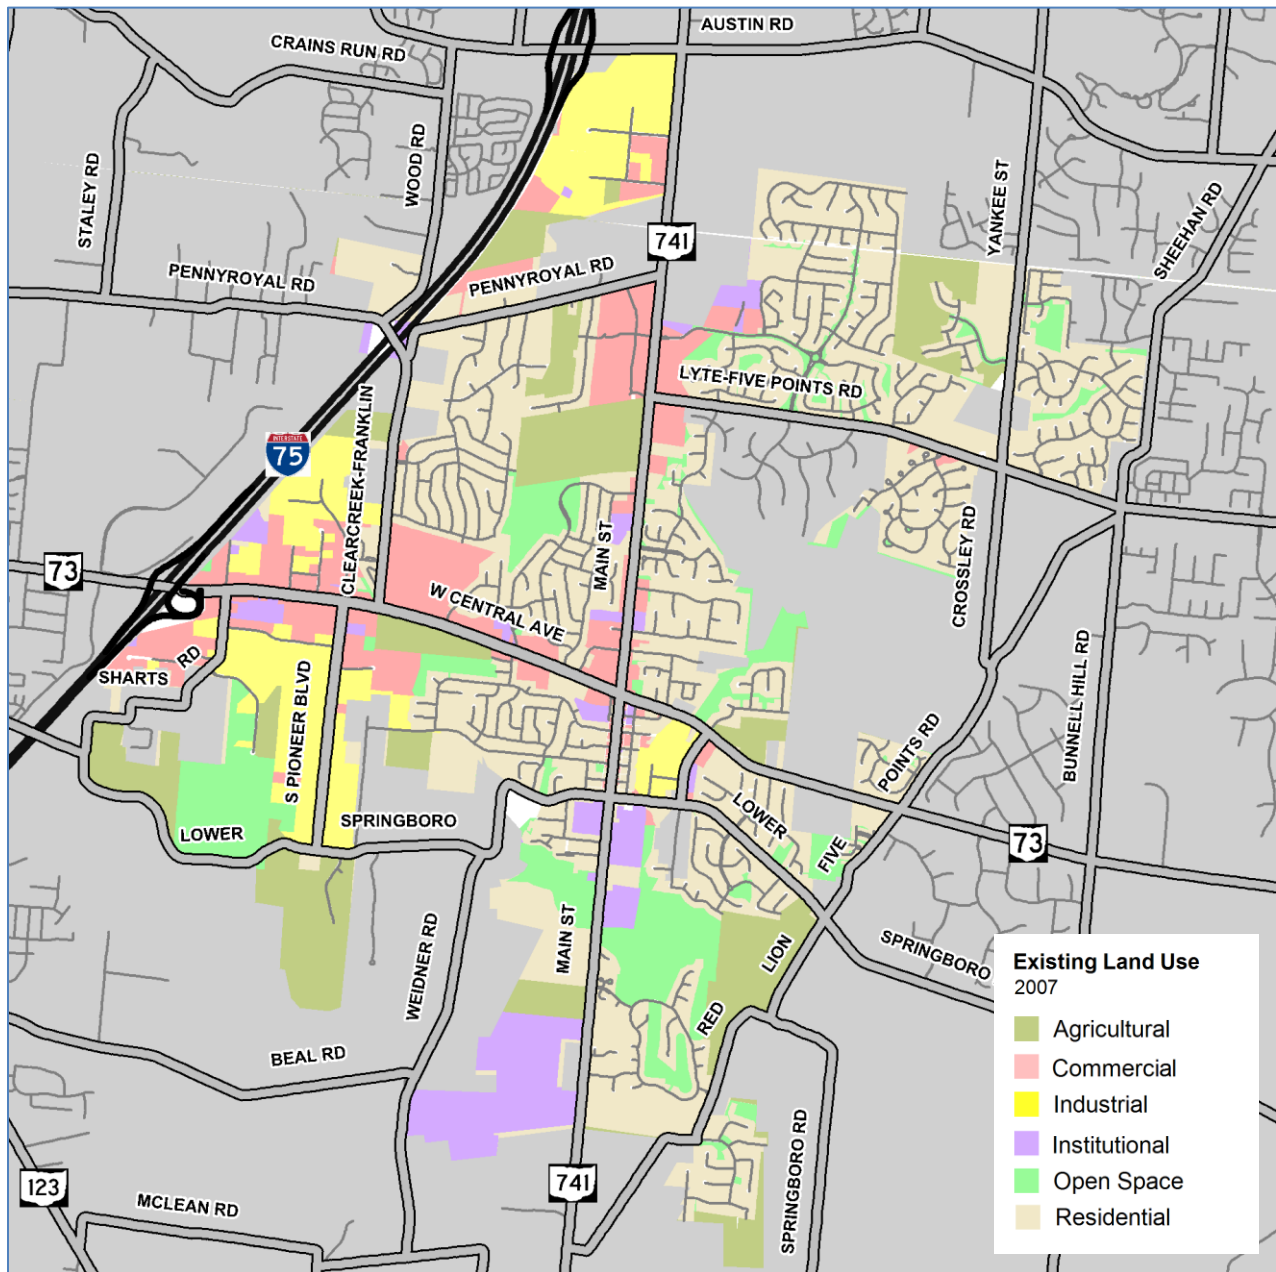 AUSTIN RD
CRAINS RUN RD
WOOD RD
STALEY RD
YANKEE ST
SHEEHAN RD
741
PENNYROYAL RD
PENNYROYAL RD
LYTE-FIVE POINTS RD
INTERSTATE
75
CLEARCREEK-FRANKLIN
MAIN ST
CROSSLEY RD
73
W CENTRAL AVE
BUNNELL HILL RD
SHARTS RD
S PIONEER BLVD
POINTS RD
LOWER
SPRINGBORO
LOWER
FIVE
73
WEIDNER RD
MAIN ST
LION
SPRINGBORO
RED
BEAL RD
SPRINGBORO RD
741
123
MCLEAN RD
Existing Land Use
2007
Agricultural
Commercial
Industrial
Institutional
Open Space
Residential